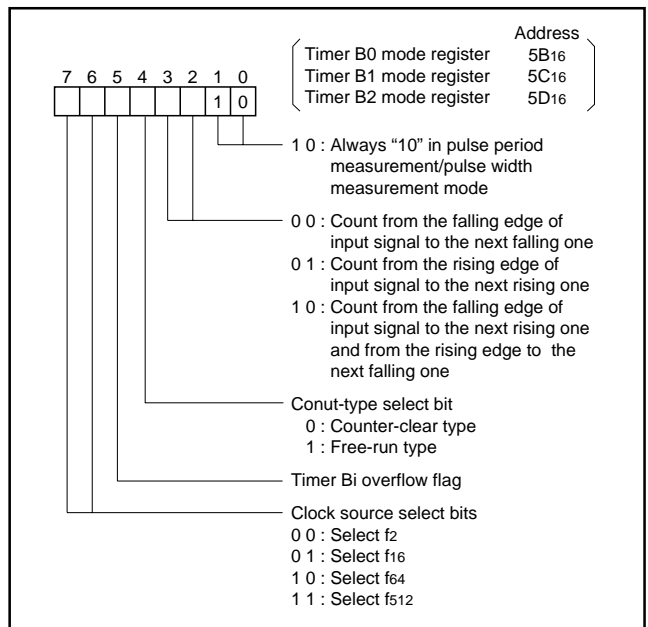 Address
Timer B0 mode register 5B16
Timer B1 mode register 5C16
Timer B2 mode register 5D16
7 6 5 4 3 2 1 0
1 0
1 0 : Always “10” in pulse period
measurement/pulse width
measurement mode
0 0 : Count from the falling edge of
input signal to the next falling one
0 1 : Count from the rising edge of
input signal to the next rising one
1 0 : Count from the falling edge of
input signal to the next rising one
and from the rising edge to the
next falling one
Conut-type select bit
0 : Counter-clear type
1 : Free-run type
Timer Bi overflow flag
Clock source select bits
0 0 : Select f2
0 1 : Select f16
1 0 : Select f64
1 1 : Select f512